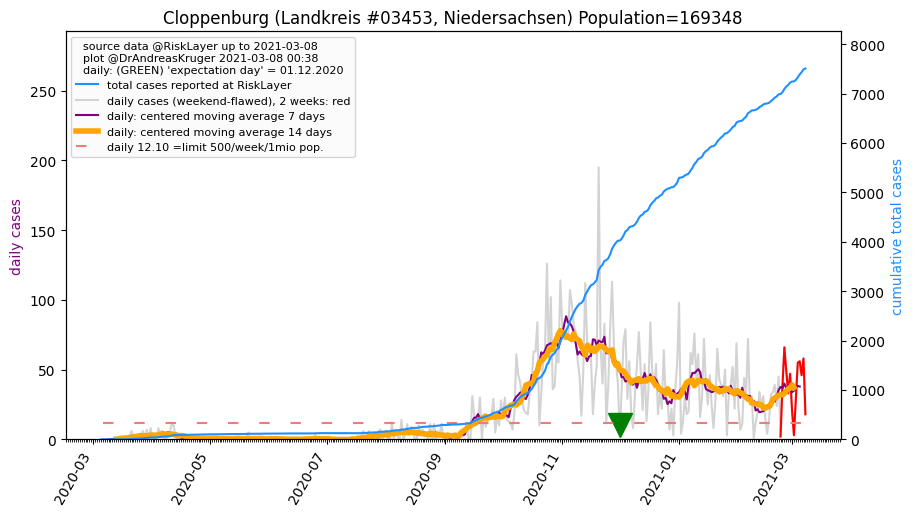 Cloppenburg (Landkreis #03453, Niedersachsen) Population=169348
source data @RiskLayer up to 2021-03-08
plot @DrAndreasKruger 2021-03-08 00:38
daily: (GREEN) 'expectation day' = 01.12.2020
total cases reported at RiskLayer
daily cases (weekend-flawed), 2 weeks: red
daily: centered moving average 7 days
daily: centered moving average 14 days
daily 12.10 =limit 500/week/1mio pop.
daily cases
250
200
150
100
50
0
cumulative total cases
8000
7000
6000
5000
4000
3000
2000
1000
0
2020-03
2020-05
2020-07
2020-09
2020-11
2021-01
2021-03